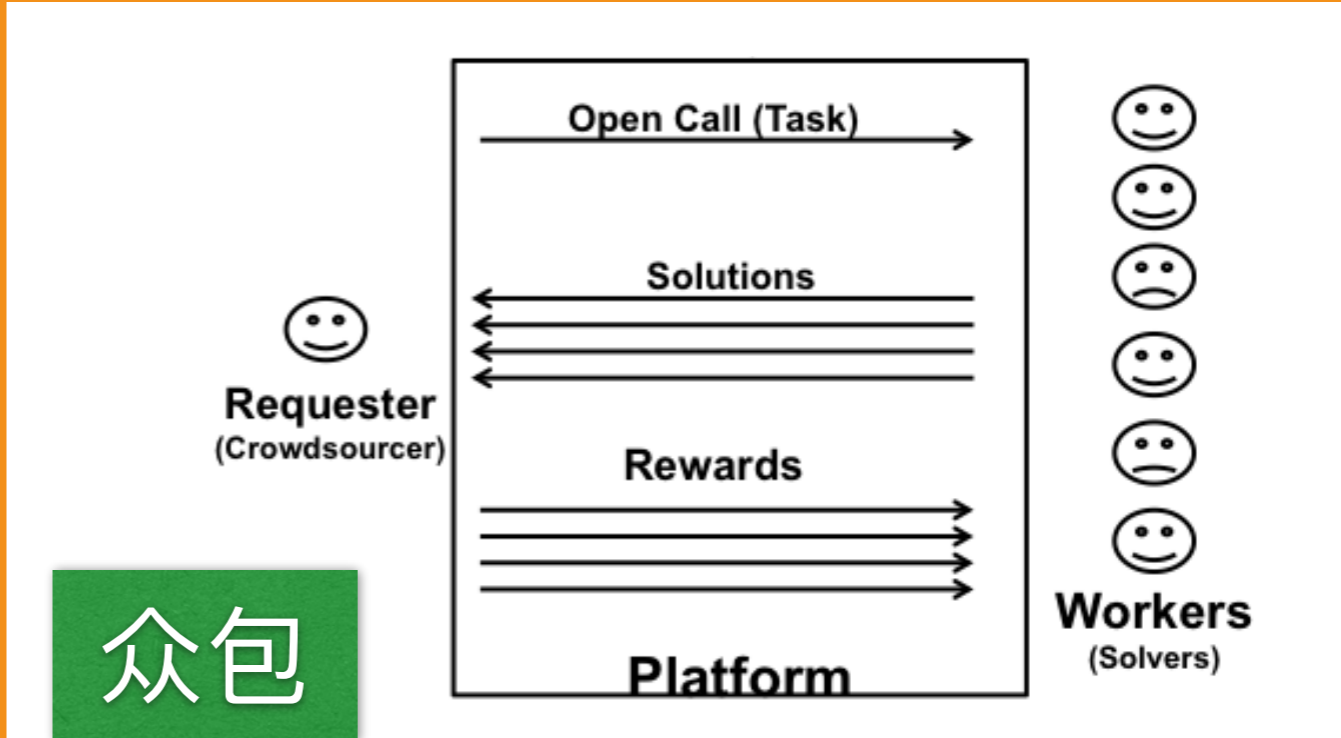 Open Call (Task)
Solutions
Requester
(Crowdsourcer)
Rewards
Platform
Workers
(Solvers)
众包